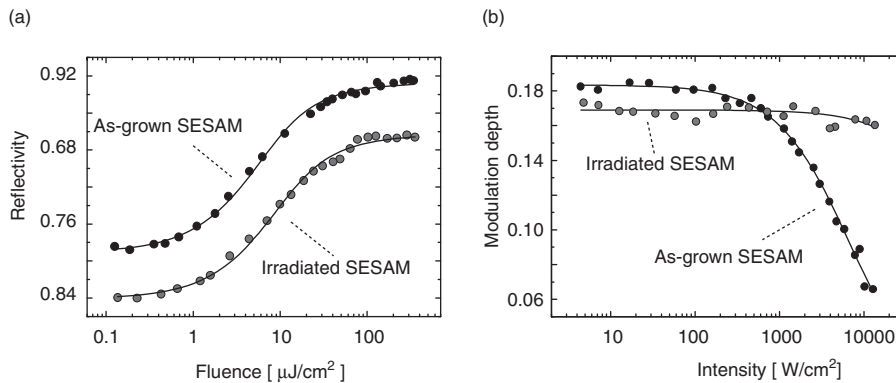 (a)
0.92
0.68
0.76
0.84
Reflectivity
As-grown SESAM
Irradiated SESAM
0.1
1
10
100
Fluence [ μJ/cm²]
(b)
0.18
0.16
0.14
0.06
Modulation depth
Irradiated SESAM
As-grown SESAM
10
100
1000
10000
Intensity [ W/cm²]